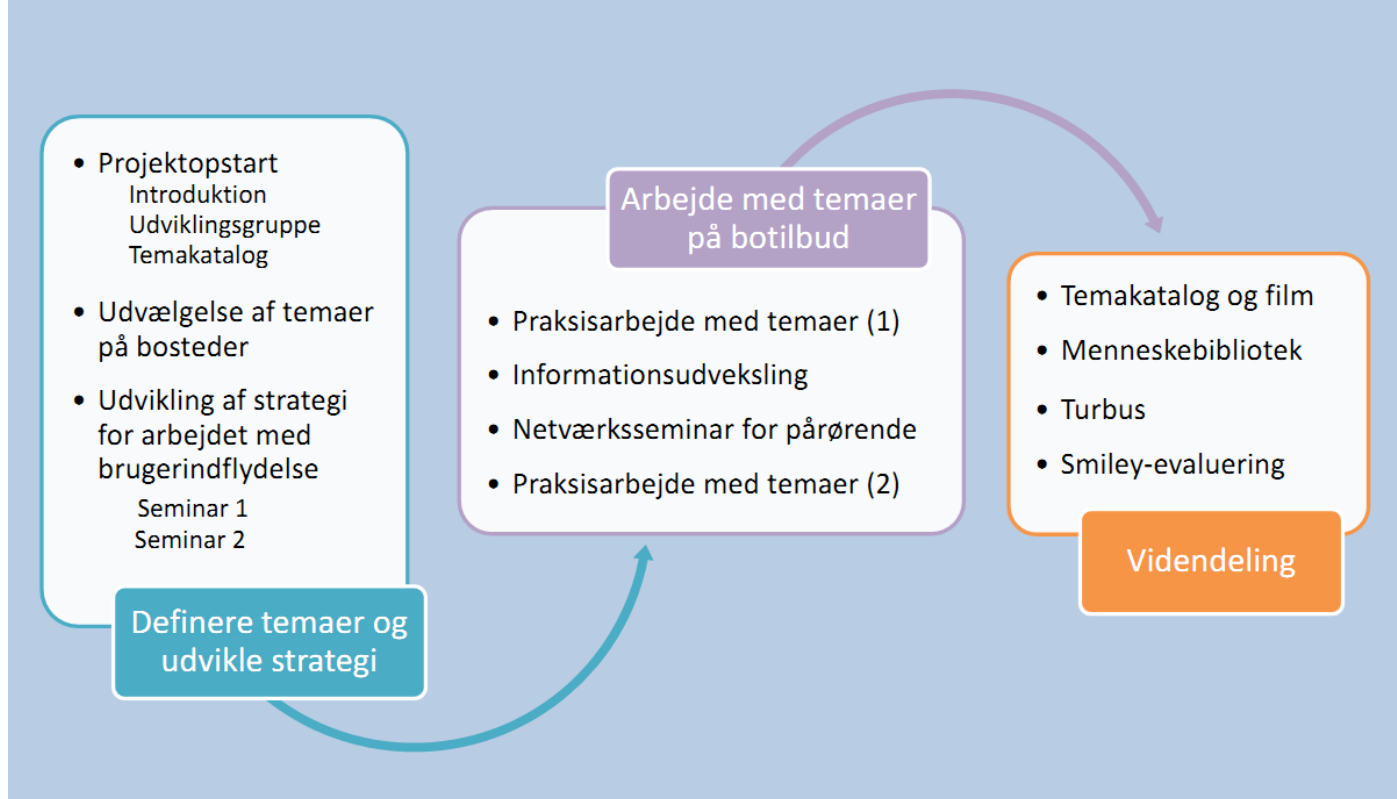 • Projektopstart
Introduktion
Udviklingsgruppe
Temakatalog
• Udvælgelse af temaer
på bosteder
• Udvikling af strategi
for arbejdet med
brugerindflydelse
Seminar 1
Seminar 2
Definere temaer og
udvikle strategi
Arbejde med temaer
på botilbud
• Praksisarbejde med temaer (1)
• Informationsudveksling
• Netværksseminar for pårørende
• Praksisarbejde med temaer (2)
• Temakatalog og film
• Menneskebibliotek
• Turbus
• Smiley-evaluering
Videndeling